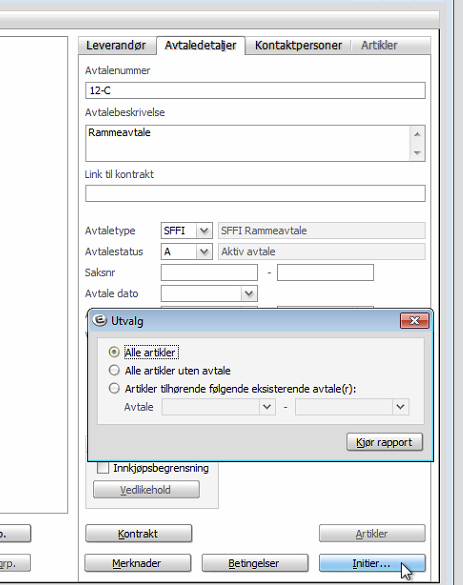 Leverandør Avtaledetaljer Kontaktpersoner Artikler
Avtalenummer
12-C
Avtalebeskrivelse
Rammeavtale
Link til kontrakt
Avtaletype SFFI SFFI Rammeavtale
Avtalestatus A Aktiv avtale
Saksnr -
Avtale dato
Utvalg
Alle artikler
Alle artikler uten avtale
Artikler tilhørende følgende eksisterende avtale(r):
Avtale -
Kjør rapport
Innkjøpsbegrensning
Vedlikehold
p. Kontrakt Artikler
grp. Merknader Betingelser Initier...